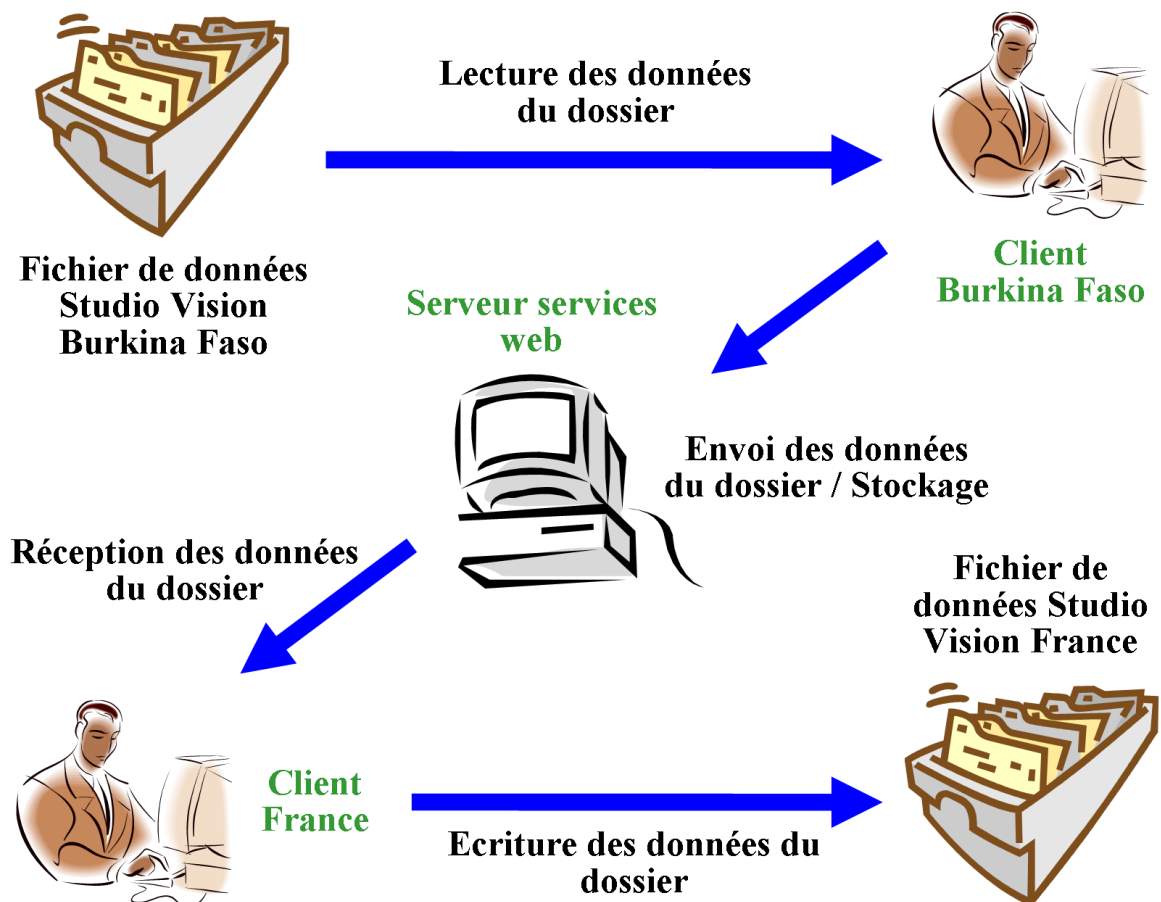 Lecture des données
du dossier
Fichier de données
Studio Vision
Burkina Faso
Client
Burkina Faso
Serveur services
web
Envoi des données
du dossier / Stockage
Réception des données
du dossier
Fichier de
données Studio
Vision France
Client
France
Ecriture des données du
dossier